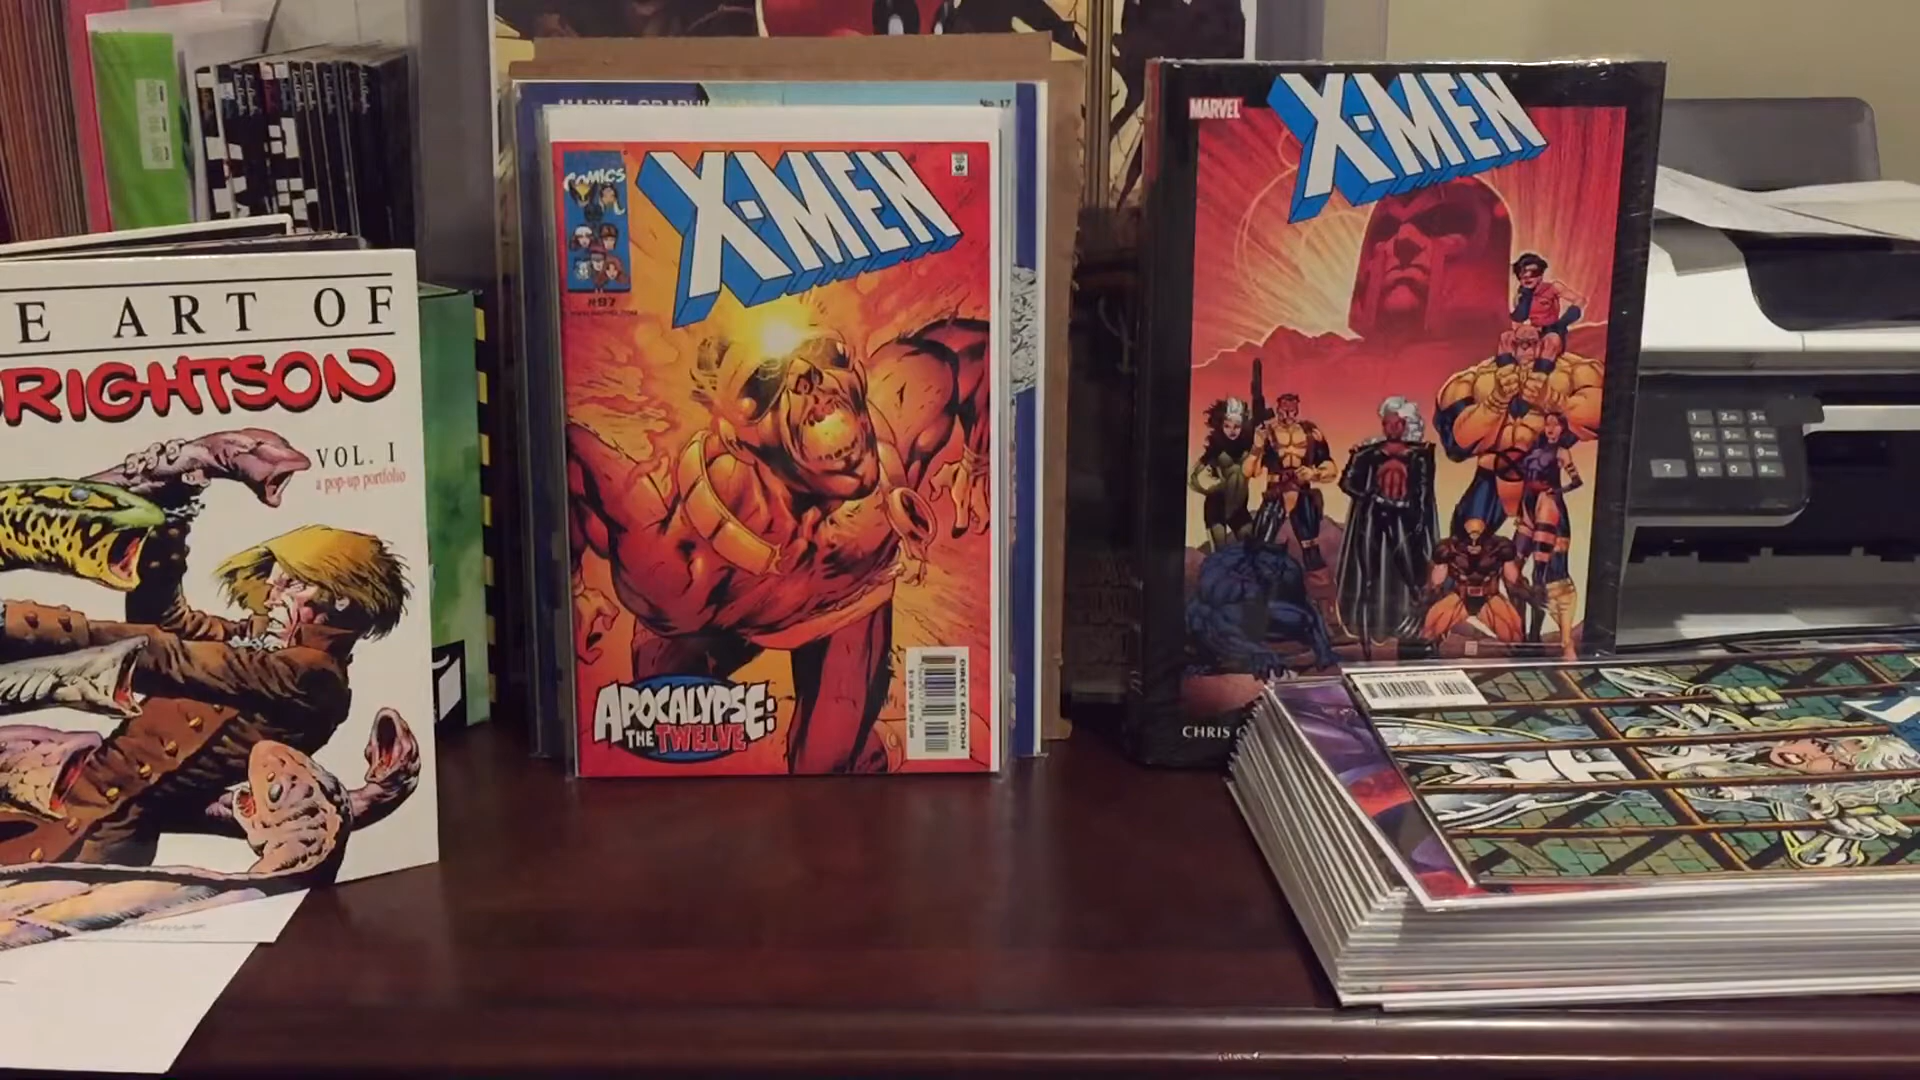 E ART OF
RIGHTSON
VOL. I
a pop-up portfolio
MARVEL GRAPHIC
No. 17
COMICS
X-MEN
#97
APOCALYPSE:
THE TWELVE
DIRECT EDITION
MARVEL
X-MEN
CHRIS